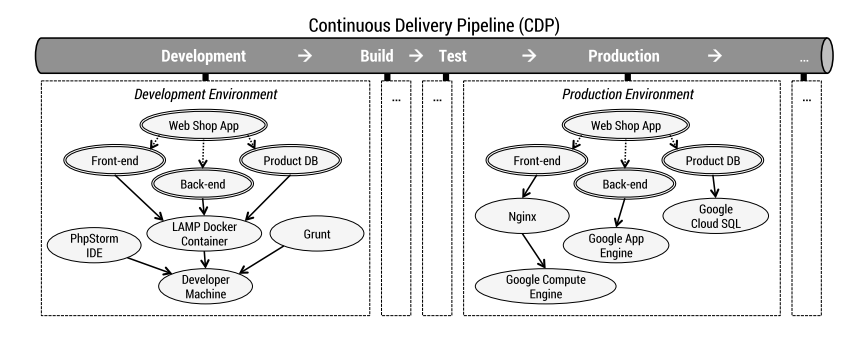 Continuous Delivery Pipeline (CDP)
Development → Build → Test → Production → ...
Development Environment
Web Shop App
Front-end
Product DB
Back-end
LAMP Docker
Container
PhpStorm
IDE
Grunt
Developer
Machine
...
...
Production Environment
Web Shop App
Front-end
Product DB
Back-end
Nginx
Google
Cloud SQL
Google App
Engine
Google Compute
Engine
...